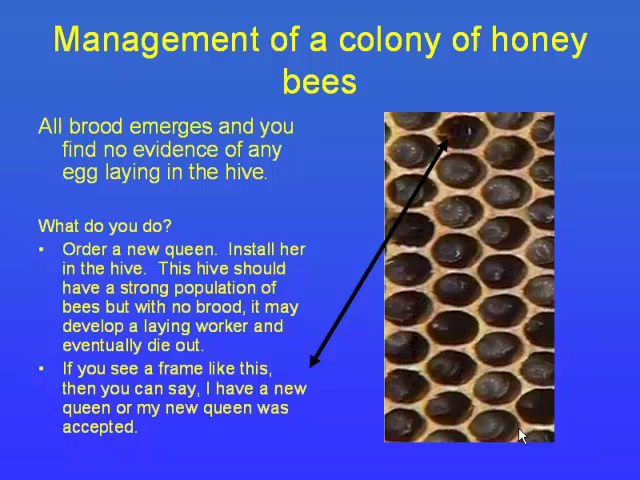 Management of a colony of honey
bees
All brood emerges and you
find no evidence of any
egg laying in the hive.
What do you do?
• Order a new queen. Install her
in the hive. This hive should
have a strong population of
bees but with no brood, it may
develop a laying worker and
eventually die out.
• If you see a frame like this,
then you can say, I have a new
queen or my new queen was
accepted.